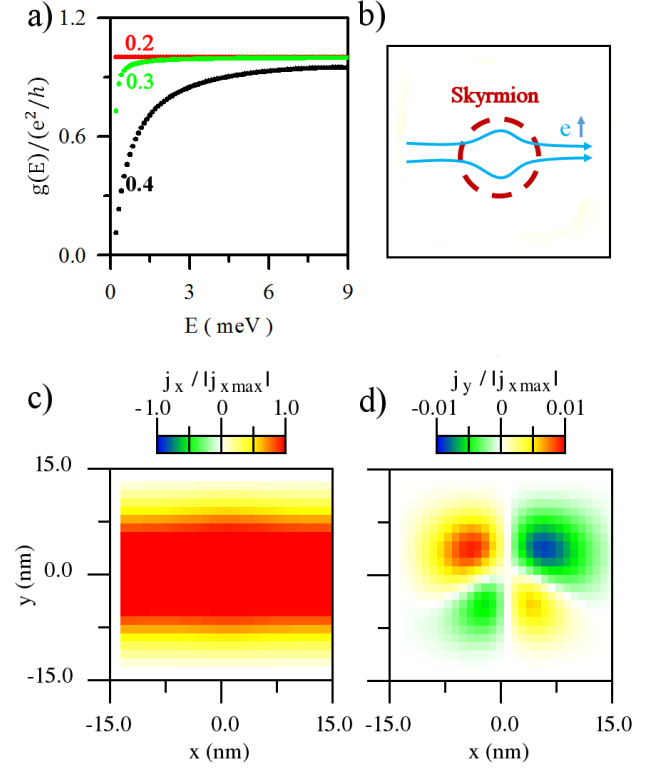 a)
1.2
0.6
0.0
g(E)/(e²/h)
0.2
0.3
0.4
0 3 6 9
E ( meV)
b)
Skyrmion
e ↑
c)
j x / |j x max|
-1.0 0 1.0
15.0
0.0
-15.0
y (nm)
-15.0 0.0 15.0
x (nm)
d)
j y / |j x max|
-0.01 0 0.01
-15.0 0.0 15.0
x (nm)